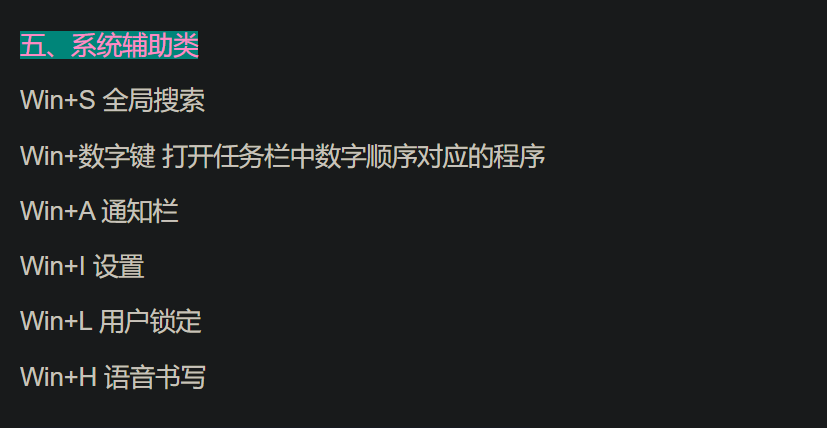 五、系统辅助类
Win+S 全局搜索
Win+数字键 打开任务栏中数字顺序对应的程序
Win+A 通知栏
Win+I 设置
Win+L 用户锁定
Win+H 语音书写